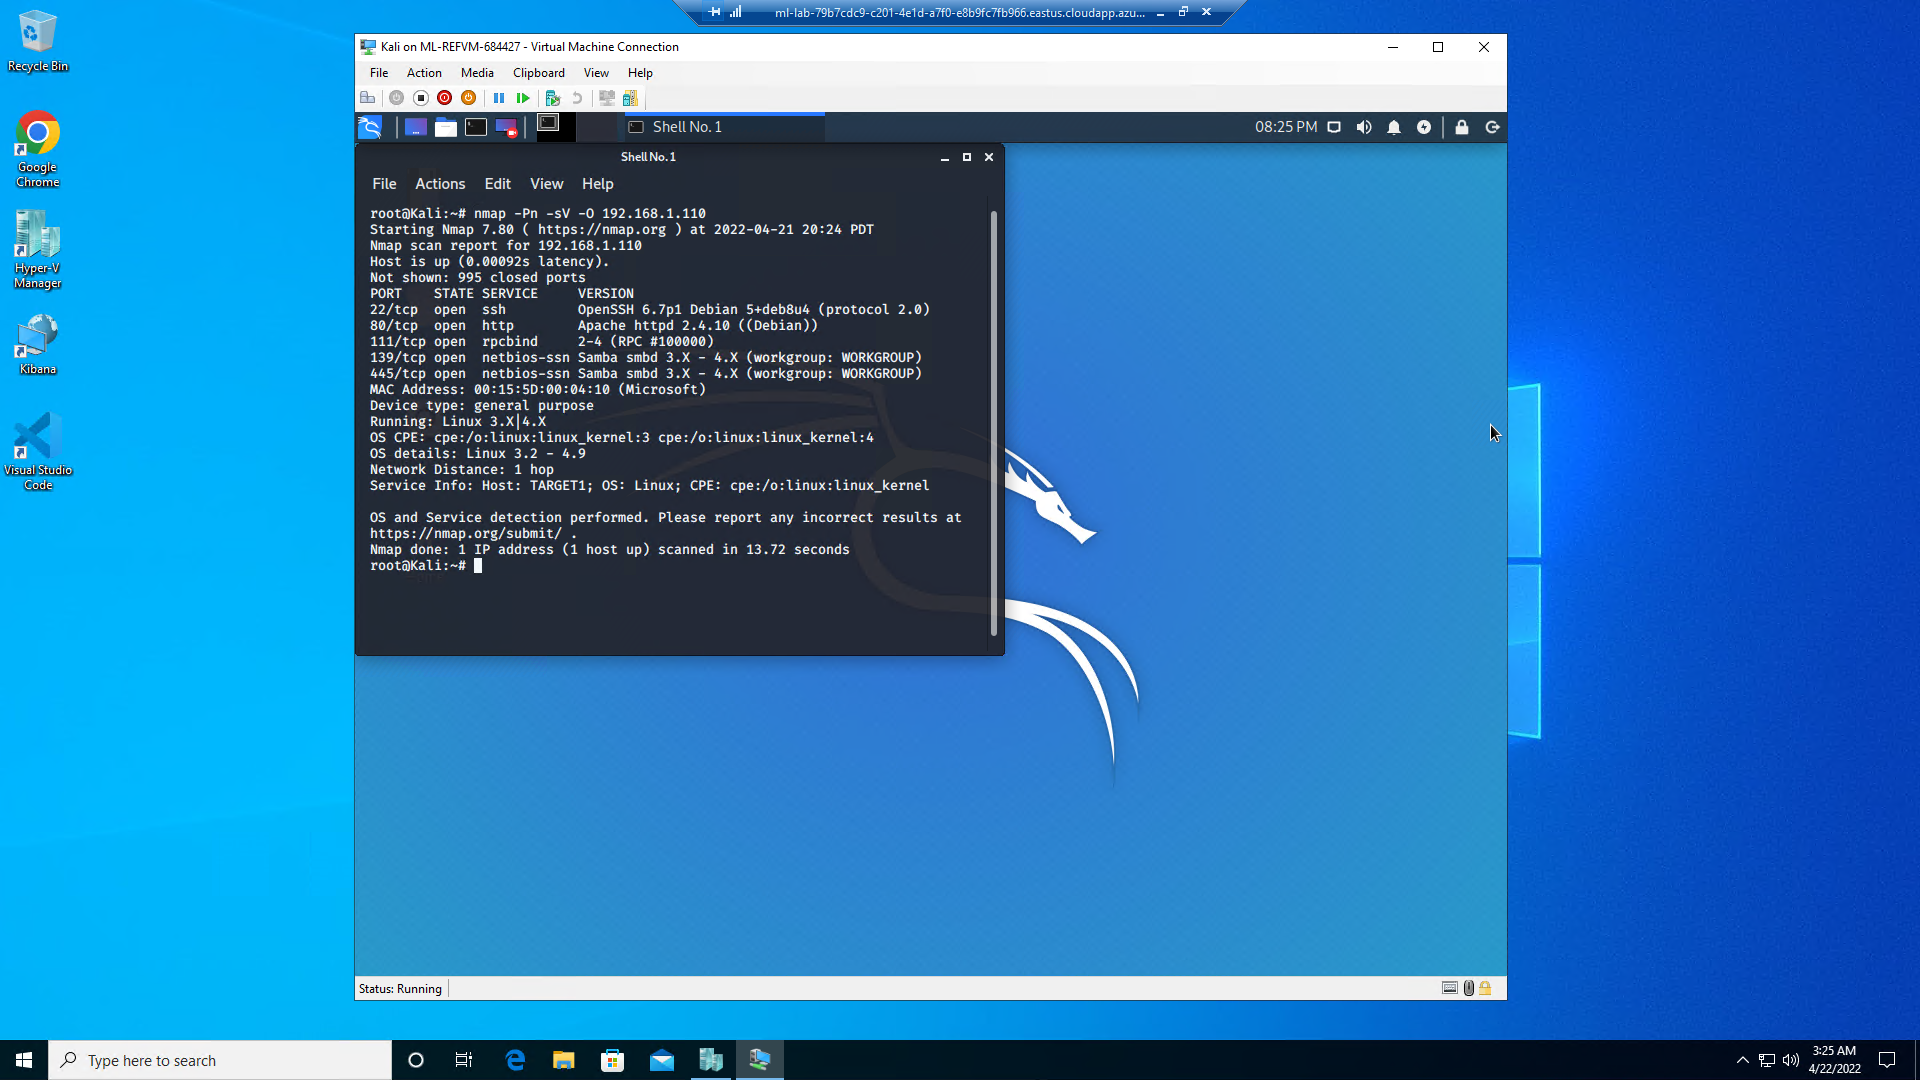 ml-lab-79b7cdc9-c201-4e1d-a7f0-e8b9fc7fb966.eastus.cloudapp.azu...
Recycle Bin
Google
Chrome
Hyper-V
Manager
Kibana
Visual Studio
Code
Kali on ML-REFVM-684427 - Virtual Machine Connection
File Action Media Clipboard View Help
Shell No. 1
08:25 PM
Shell No. 1
File Actions Edit View Help
root@Kali:~# nmap -Pn -sV -O 192.168.1.110
Starting Nmap 7.80 ( https://nmap.org ) at 2022-04-21 20:24 PDT
Nmap scan report for 192.168.1.110
Host is up (0.00092s latency).
Not shown: 995 closed ports
PORT STATE SERVICE VERSION
22/tcp open ssh OpenSSH 6.7p1 Debian 5+deb8u4 (protocol 2.0)
80/tcp open http Apache httpd 2.4.10 ((Debian))
111/tcp open rpcbind 2-4 (RPC #100000)
139/tcp open netbios-ssn Samba smbd 3.X - 4.X (workgroup: WORKGROUP)
445/tcp open netbios-ssn Samba smbd 3.X - 4.X (workgroup: WORKGROUP)
MAC Address: 00:15:5D:00:04:10 (Microsoft)
Device type: general purpose
Running: Linux 3.X|4.X
OS CPE: cpe:/o:linux:linux_kernel:3 cpe:/o:linux:linux_kernel:4
OS details: Linux 3.2 - 4.9
Network Distance: 1 hop
Service Info: Host: TARGET1; OS: Linux; CPE: cpe:/o:linux:linux_kernel
OS and Service detection performed. Please report any incorrect results at
https://nmap.org/submit/ .
Nmap done: 1 IP address (1 host up) scanned in 13.72 seconds
root@Kali:~#
Status: Running
Type here to search
3:25 AM
4/22/2022